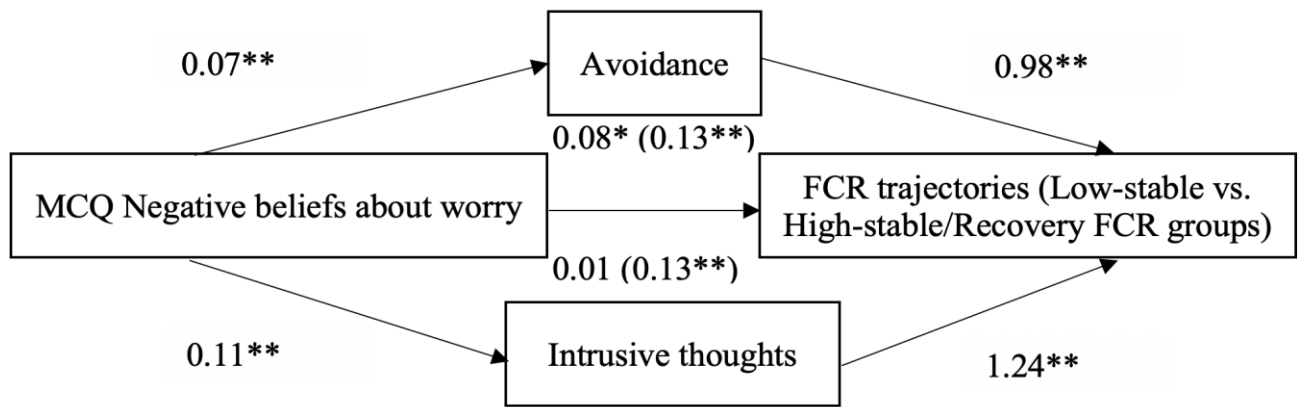 0.07**
Avoidance
0.98**
0.08* (0.13**)
MCQ Negative beliefs about worry
FCR trajectories (Low-stable vs.
High-stable/Recovery FCR groups)
0.01 (0.13**)
0.11**
Intrusive thoughts
1.24**